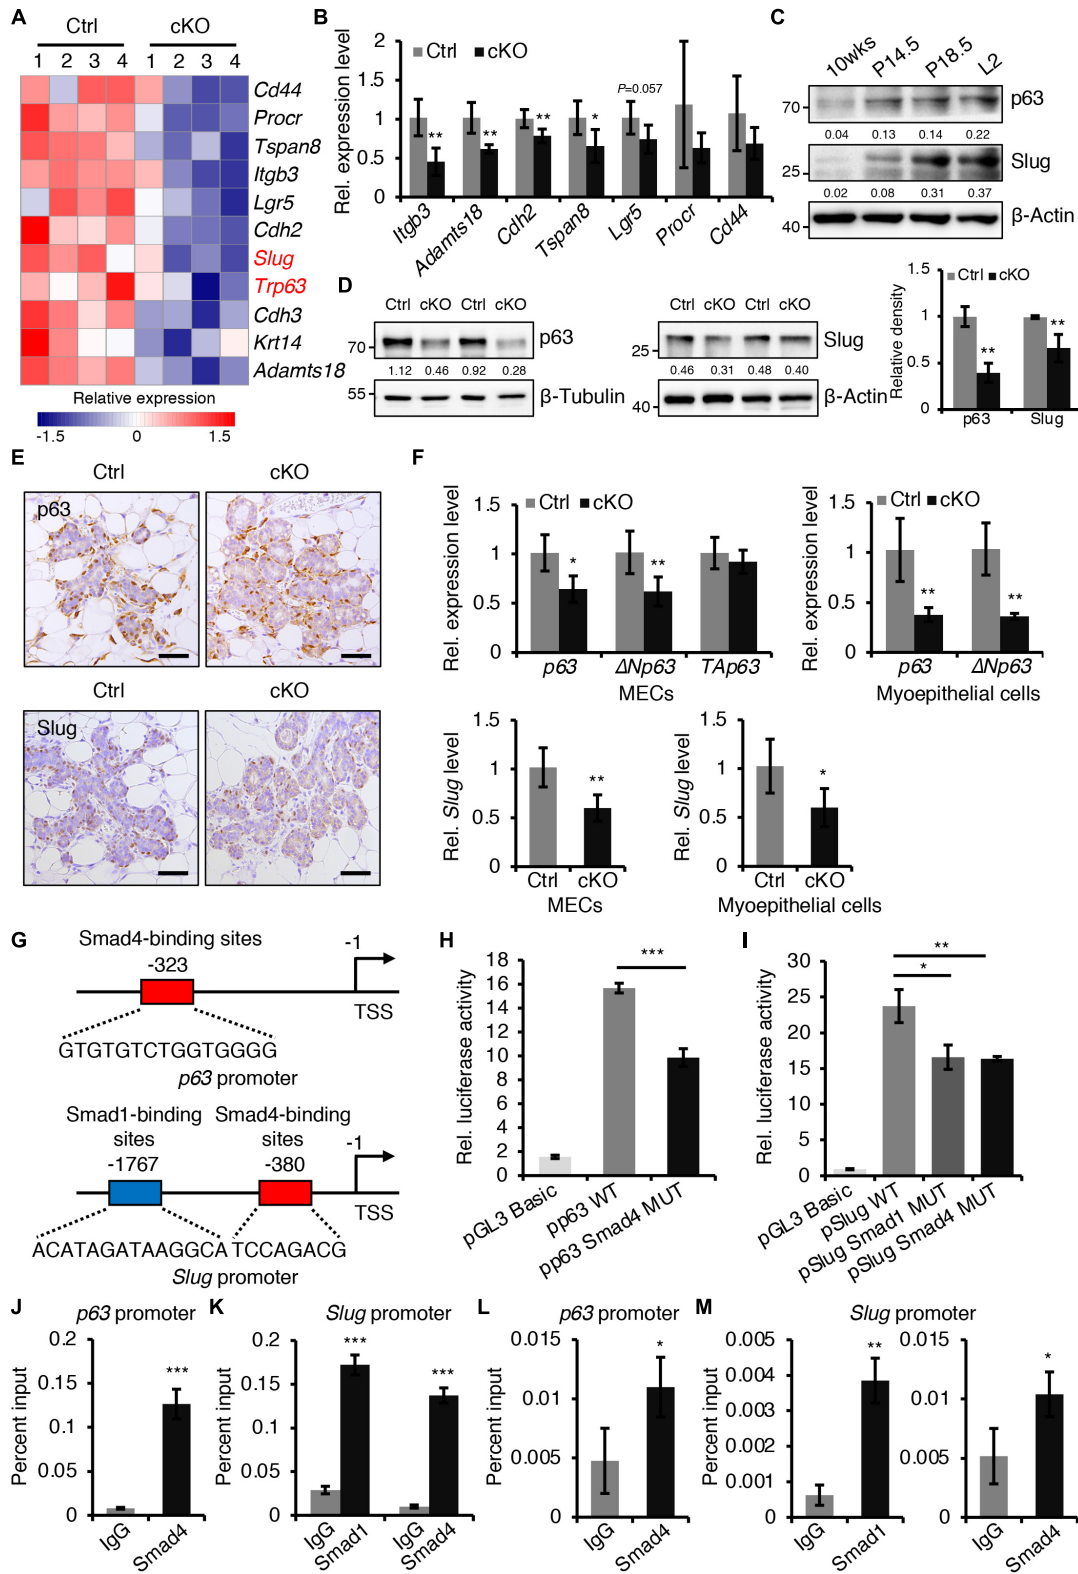 A
Ctrl cKO
1 2 3 4 1 2 3 4
Cd44
Procr
Tspan8
Itgb3
Lgr5
Cdh2
Slug
Trp63
Cdh3
Krt14
Adamts18
Relative expression
-1.5 0 1.5
B
Rel. expression level
2
1.5
1
0.5
0
Ctrl cKO
** ** ** * P=0.057
Itgb3 Adamts18 Cdh2 Tspan8 Lgr5 Procr Cd44
C
10wks P14.5 P18.5 L2
70 p63
0.04 0.13 0.14 0.22
25 Slug
0.02 0.08 0.31 0.37
40 β-Actin
D
Ctrl cKO Ctrl cKO
70 p63
1.12 0.46 0.92 0.28
55 β-Tubulin
Ctrl cKO Ctrl cKO
25 Slug
0.46 0.31 0.48 0.40
40 β-Actin
Relative density
1.5
1
0.5
0
Ctrl cKO
** **
p63 Slug
E
Ctrl cKO
p63
Ctrl cKO
Slug
F
Rel. expression level
1.5
1
0.5
0
Ctrl cKO
* **
p63 ΔNp63 TAp63
MECs
Rel. expression level
1.5
1
0.5
0
Ctrl cKO
** **
p63 ΔNp63
Myoepithelial cells
Rel. Slug level
1.5
1
0.5
0
**
Ctrl cKO
MECs
Rel. Slug level
1.5
1
0.5
0
*
Ctrl cKO
Myoepithelial cells
G
Smad4-binding sites
-323
-1
TSS
GTGTGTCTGGTGGGG
p63 promoter
Smad1-binding sites
-1767
Smad4-binding sites
-380
-1
TSS
ACATAGATAAGGCA TCCAGACG
Slug promoter
H
Rel. luciferase activity
18
16
14
12
10
8
6
4
2
0
***
pGL3 Basic
pp63 WT
pp63 Smad4 MUT
I
Rel. luciferase activity
30
25
20
15
10
5
0
**
*
pGL3 Basic
pSlug WT
pSlug Smad1 MUT
pSlug Smad4 MUT
J
p63 promoter
Percent input
0.2
0.15
0.1
0.05
0
***
IgG Smad4
K
Slug promoter
Percent input
0.2
0.15
0.1
0.05
0
*** ***
IgG Smad1 IgG Smad4
L
p63 promoter
Percent input
0.015
0.01
0.005
0
*
IgG Smad4
M
Slug promoter
Percent input
0.005
0.004
0.003
0.002
0.001
0
**
IgG Smad1
0.015
0.01
0.005
0
*
IgG Smad4